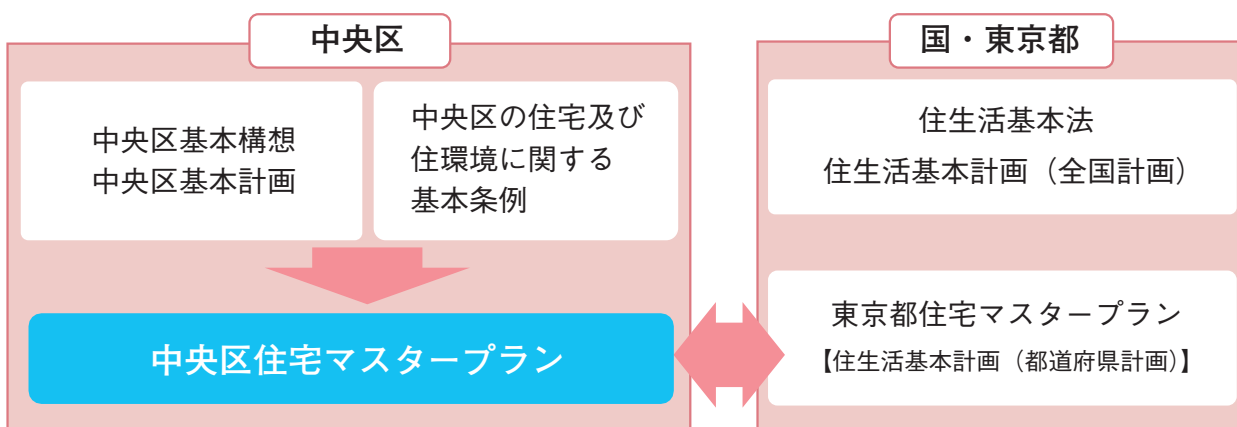 中央区
中央区基本構想
中央区基本計画
中央区の住宅及び
住環境に関する
基本条例
中央区住宅マスタープラン
国・東京都
住生活基本法
住生活基本計画（全国計画）
東京都住宅マスタープラン
【住生活基本計画（都道府県計画）】